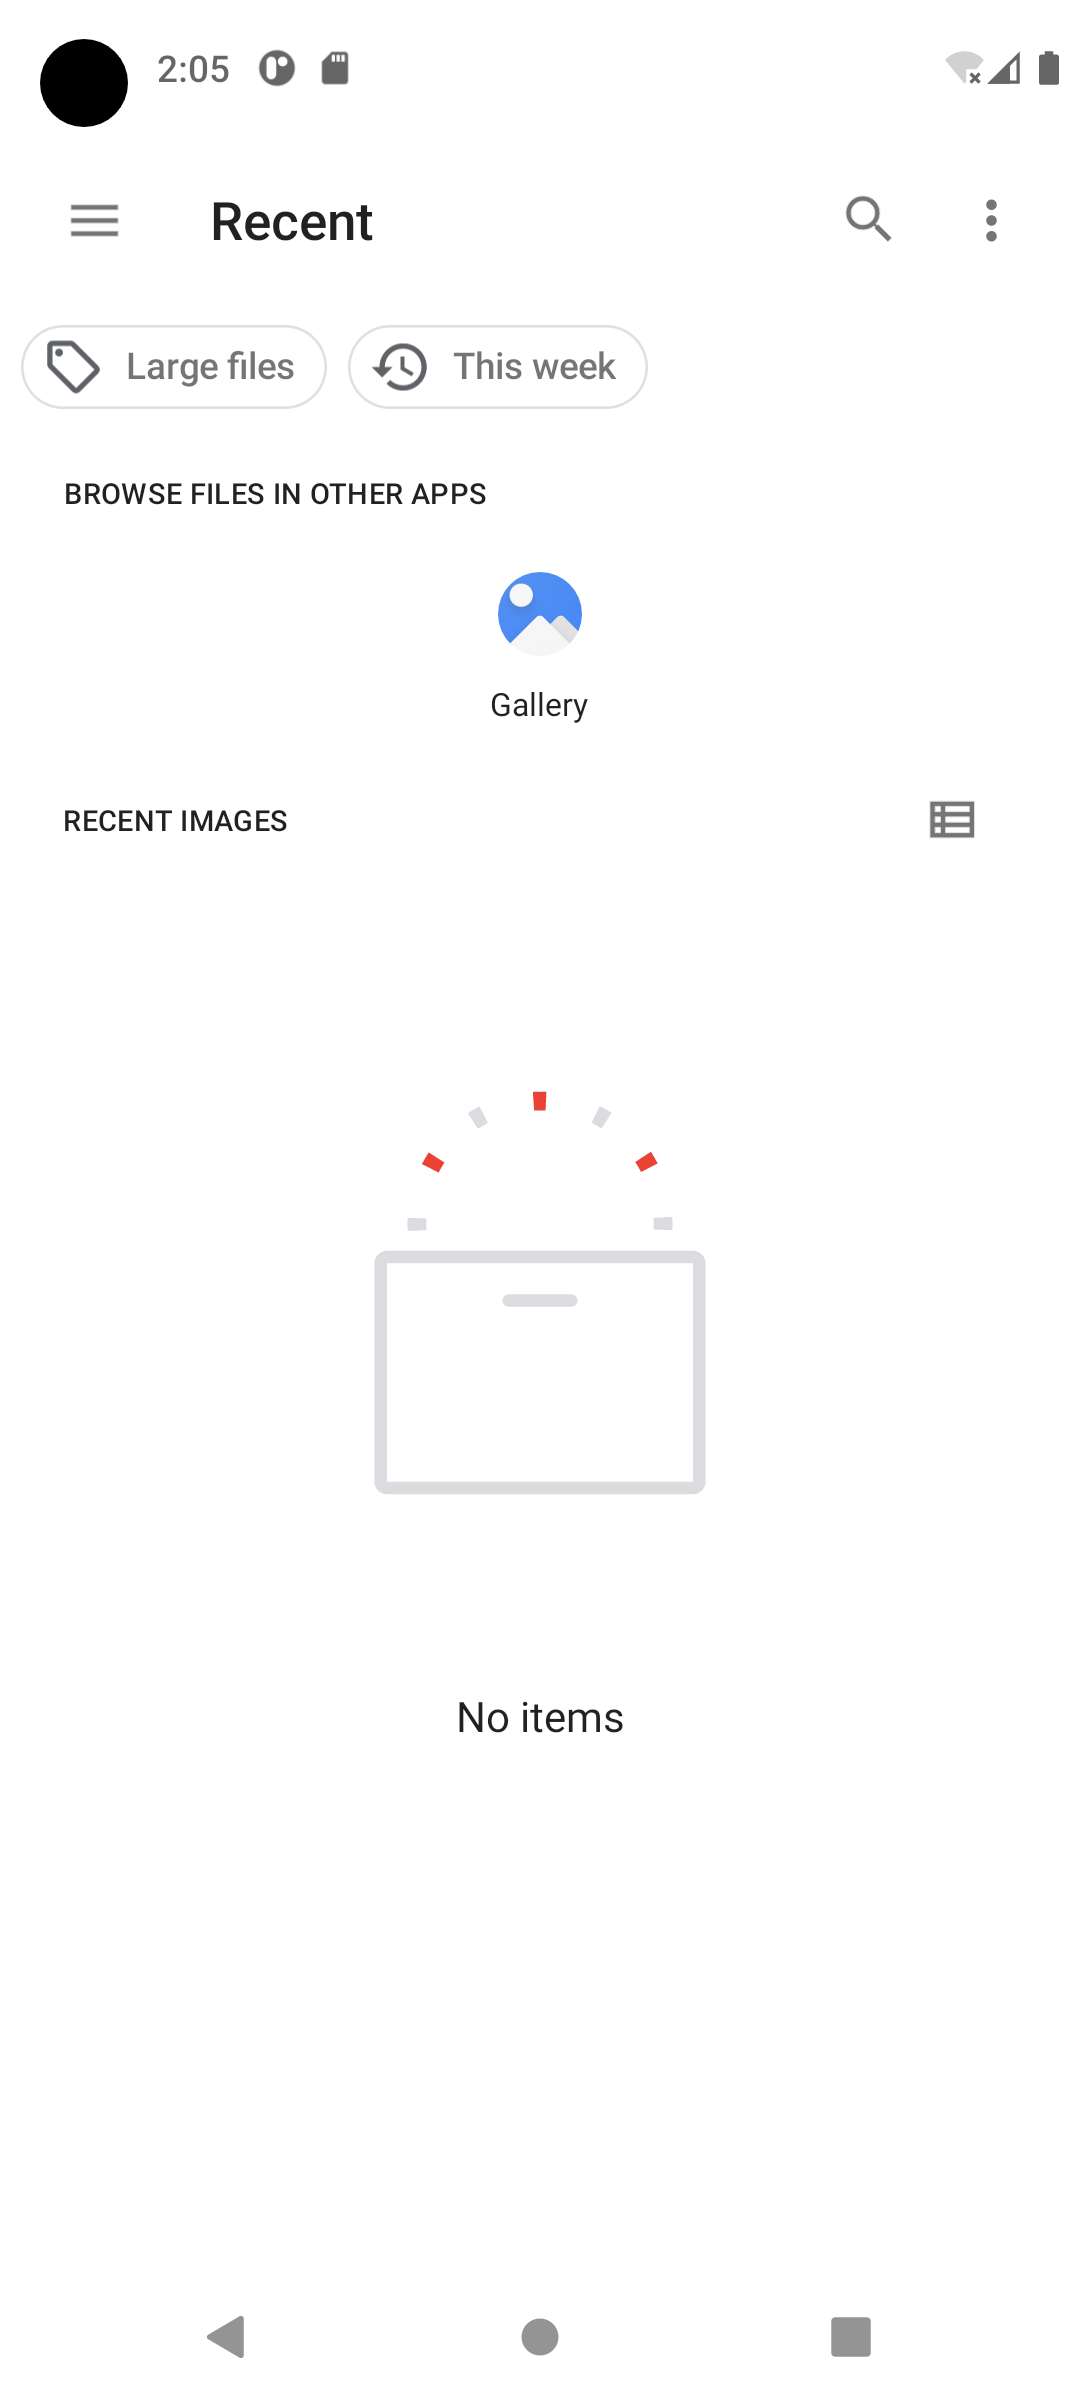 2:05
Recent
Large files
This week
BROWSE FILES IN OTHER APPS
Gallery
RECENT IMAGES
No items